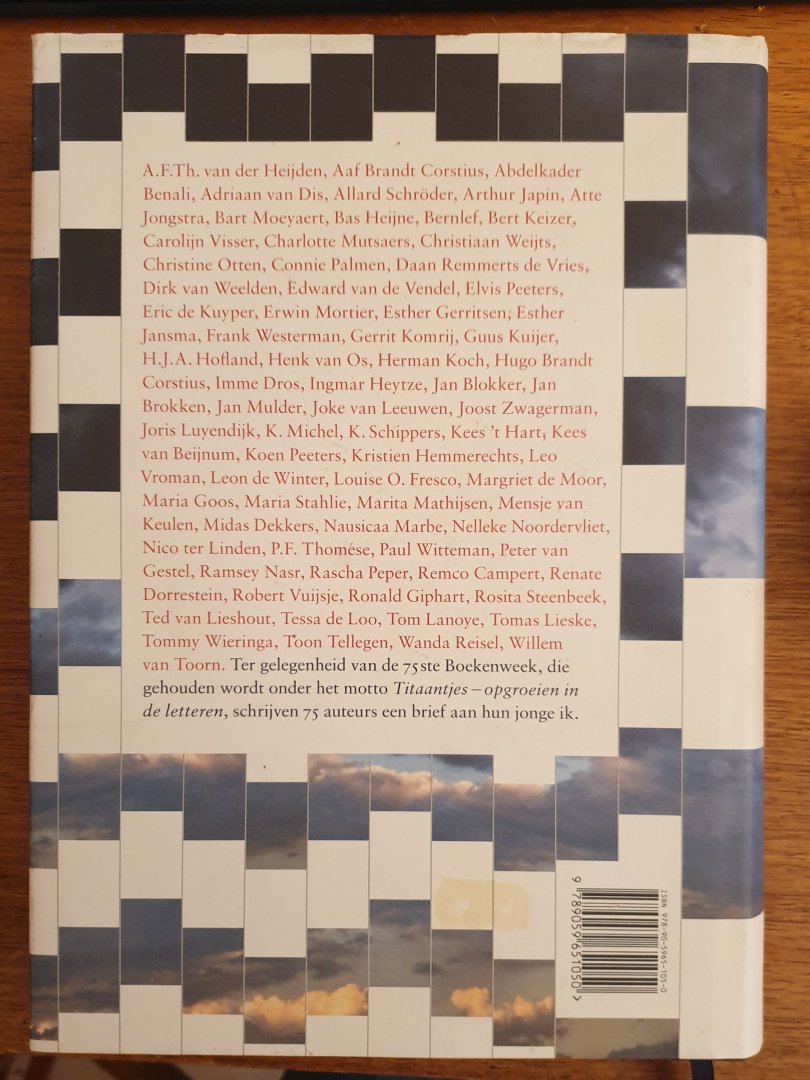 A.F.Th. van der Heijden, Aaf Brandt Corstius, Abdelkader
Benali, Adriaan van Dis, Allard Schröder, Arthur Japin, Atte
Jongstra, Bart Moeyaert, Bas Heijne, Bernlef, Bert Keizer,
Carolijn Visser, Charlotte Mutsaers, Christiaan Weijts,
Christine Otten, Connie Palmen, Daan Remmerts de Vries,
Dirk van Weelden, Edward van de Vendel, Elvis Peeters,
Eric de Kuyper, Erwin Mortier, Esther Gerritsen, Esther
Jansma, Frank Westerman, Gerrit Komrij, Guus Kuijer,
H.J.A. Hofland, Henk van Os, Herman Koch, Hugo Brandt
Corstius, Imme Dros, Ingmar Heytze, Jan Blokker, Jan
Brokken, Jan Mulder, Joke van Leeuwen, Joost Zwagerman,
Joris Luyendijk, K. Michel, K. Schippers, Kees ’t Hart, Kees
van Beijnum, Koen Peeters, Kristien Hemmerechts, Leo
Vroman, Leon de Winter, Louise O. Fresco, Margriet de Moor,
Maria Goos, Maria Stahlie, Marita Mathijsen, Mensje van
Keulen, Midas Dekkers, Nausicaa Marbe, Nelleke Noordervliet,
Nico ter Linden, P.F. Thomése, Paul Witteman, Peter van
Gestel, Ramsey Nasr, Rascha Peper, Remco Campert, Renate
Dorrestein, Robert Vuijsje, Ronald Giphart, Rosita Steenbeek,
Ted van Lieshout, Tessa de Loo, Tom Lanoye, Tomas Lieske,
Tommy Wieringa, Toon Tellegen, Wanda Reisel, Willem
van Toorn. Ter gelegenheid van de 75ste Boekenweek, die
gehouden wordt onder het motto Titaantjes – opgroeien in
de letteren, schrijven 75 auteurs een brief aan hun jonge ik.
ISBN 978-90-5965-105-0
9 789059 651050 >